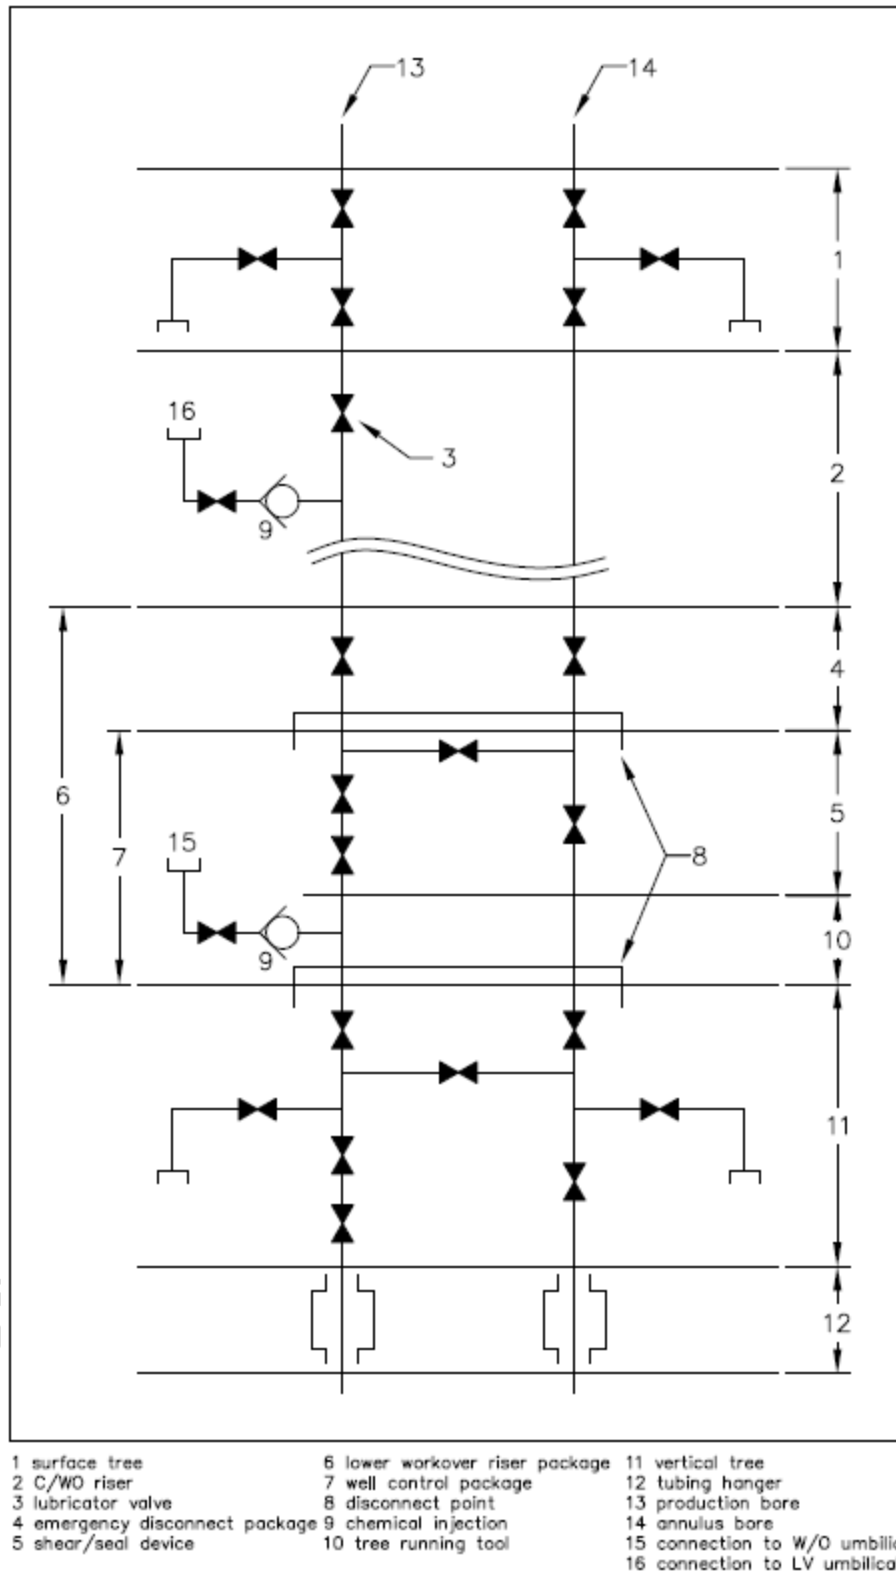 13
14
1
16
3
2
9
4
6
5
7
15
8
10
9
11
12
1 surface tree
2 C/WO riser
3 lubricator valve
4 emergency disconnect package
5 shear/seal device
6 lower workover riser package
7 well control package
8 disconnect point
9 chemical injection
10 tree running tool
11 vertical tree
12 tubing hanger
13 production bore
14 annulus bore
15 connection to W/O
16 connection to LV